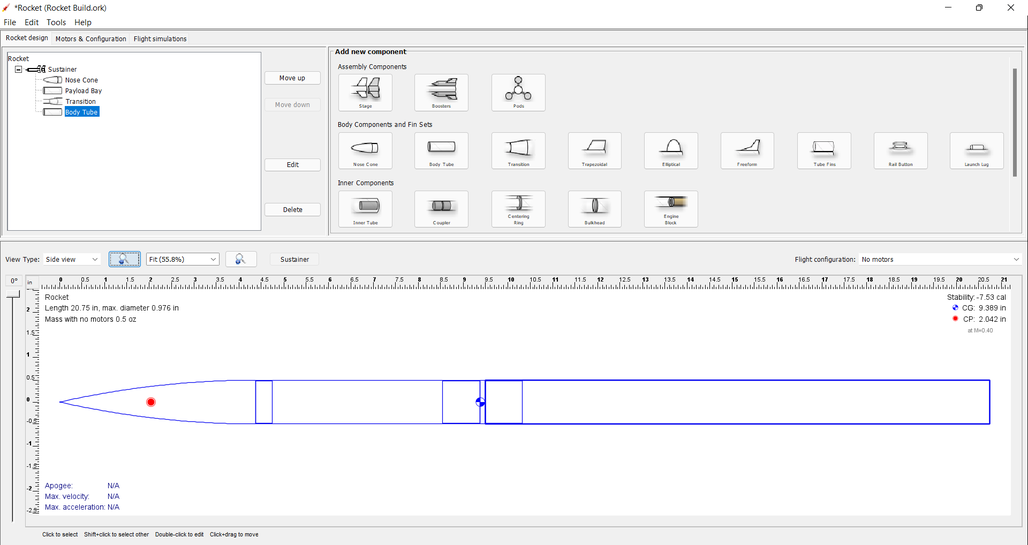 *Rocket (Rocket Build.ork)
File Edit Tools Help
Rocket design Motors & Configuration Flight simulations
Rocket
Sustainer
Nose Cone
Payload Bay
Transition
Body Tube
Move up
Move down
Edit
Delete
Add new component
Assembly Components
Stage Boosters Pods
Body Components and Fin Sets
Nose Cone Body Tube Transition Trapezoidal Elliptical Freeform Tube Fins Rail Button Launch Lug
Inner Components
Inner Tube Coupler Centering Ring Bulkhead Engine Block
View Type: Side view Fit (55.8%) Sustainer Flight configuration: No motors
0°
in 0 0.5 1 1.5 2 2.5 3 3.5 4 4.5 5 5.5 6 6.5 7 7.5 8 8.5 9 9.5 10 10.5 11 11.5 12 12.5 13 13.5 14 14.5 15 15.5 16 16.5 17 17.5 18 18.5 19 19.5 20 20.5 21
2
1.5
1
0.5
0
-0.5
-1
-1.5
-2
-2.5
Rocket
Length 20.75 in, max. diameter 0.976 in
Mass with no motors 0.5 oz
Stability: -7.53 cal
CG: 9.389 in
CP: 2.042 in
at M=0.40
Apogee: N/A
Max. velocity: N/A
Max. acceleration: N/A
Click to select Shift+click to select other Double-click to edit Click+drag to move